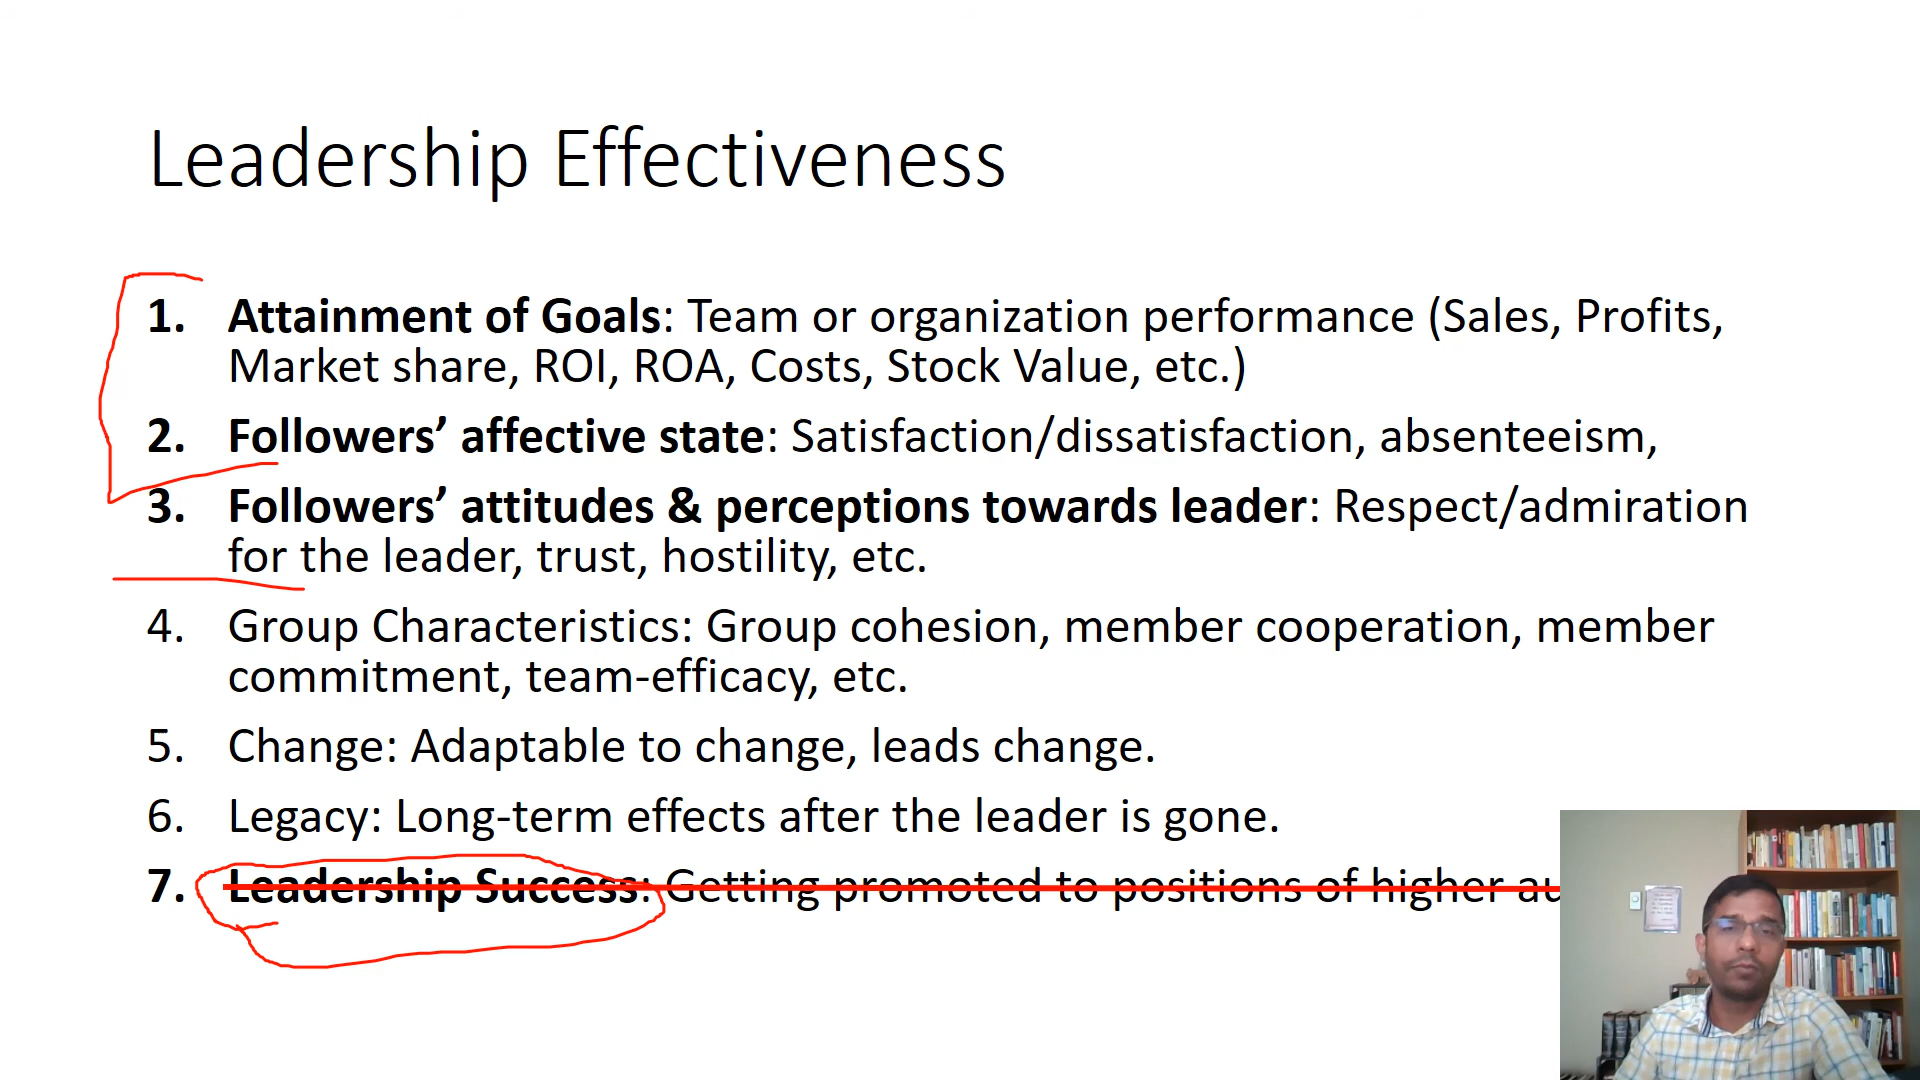 Leadership Effectiveness
1. Attainment of Goals: Team or organization performance (Sales, Profits,
Market share, ROI, ROA, Costs, Stock Value, etc.)
2. Followers’ affective state: Satisfaction/dissatisfaction, absenteeism,
3. Followers’ attitudes & perceptions towards leader: Respect/admiration
for the leader, trust, hostility, etc.
4. Group Characteristics: Group cohesion, member cooperation, member
commitment, team-efficacy, etc.
5. Change: Adaptable to change, leads change.
6. Legacy: Long-term effects after the leader is gone.
7. Leadership Success: Getting promoted to positions of higher